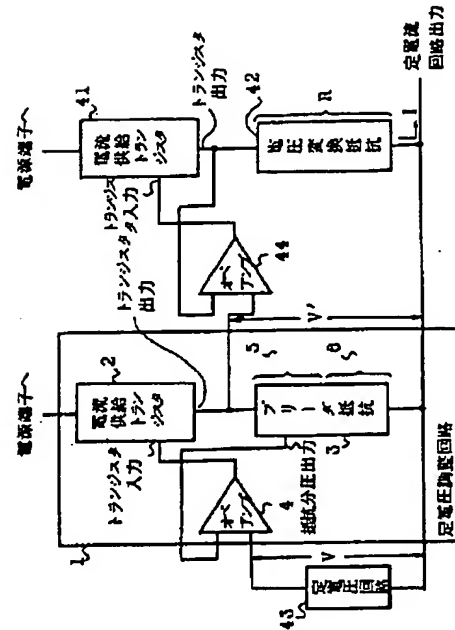 電源端子へ
2
電流
供給
トラン
ジスタ
トランジスタ入力
トランジスタ
出力
1
4
オペ
アンプ
抵抗分圧出力
ブリーダ抵抗
3
5
6
V
V'
43
定電圧回路
定電圧調整回路
電源端子へ
41
電流
供給
トラン
ジスタ
トランジスタ入力
トランジスタ
出力
44
オペ
アンプ
42
電圧変換抵抗
R
I
定電流
回路出力